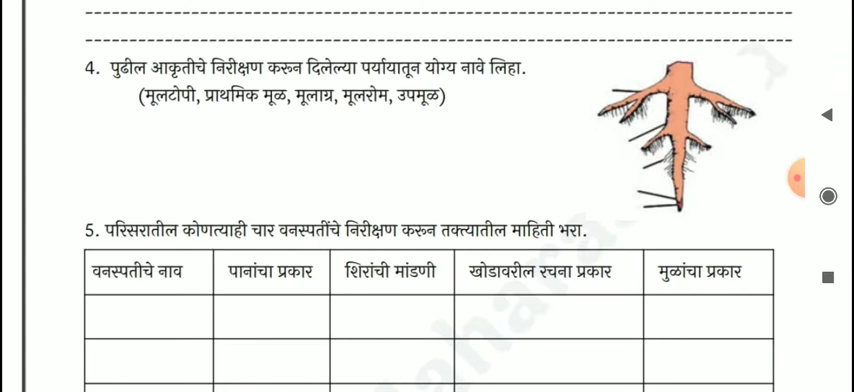 4. पुढील आकृतीचे निरीक्षण करून दिलेल्या पर्यायातून योग्य नावे लिहा.
(मूलटोपी, प्राथमिक मूळ, मूलाग्र, मूलरोम, उपमूळ)
5. परिसरातील कोणत्याही चार वनस्पतींचे निरीक्षण करून तक्त्यातील माहिती भरा.
वनस्पतीचे नाव पानांचा प्रकार शिरांची मांडणी खोडावरील रचना प्रकार मुळांचा प्रकार